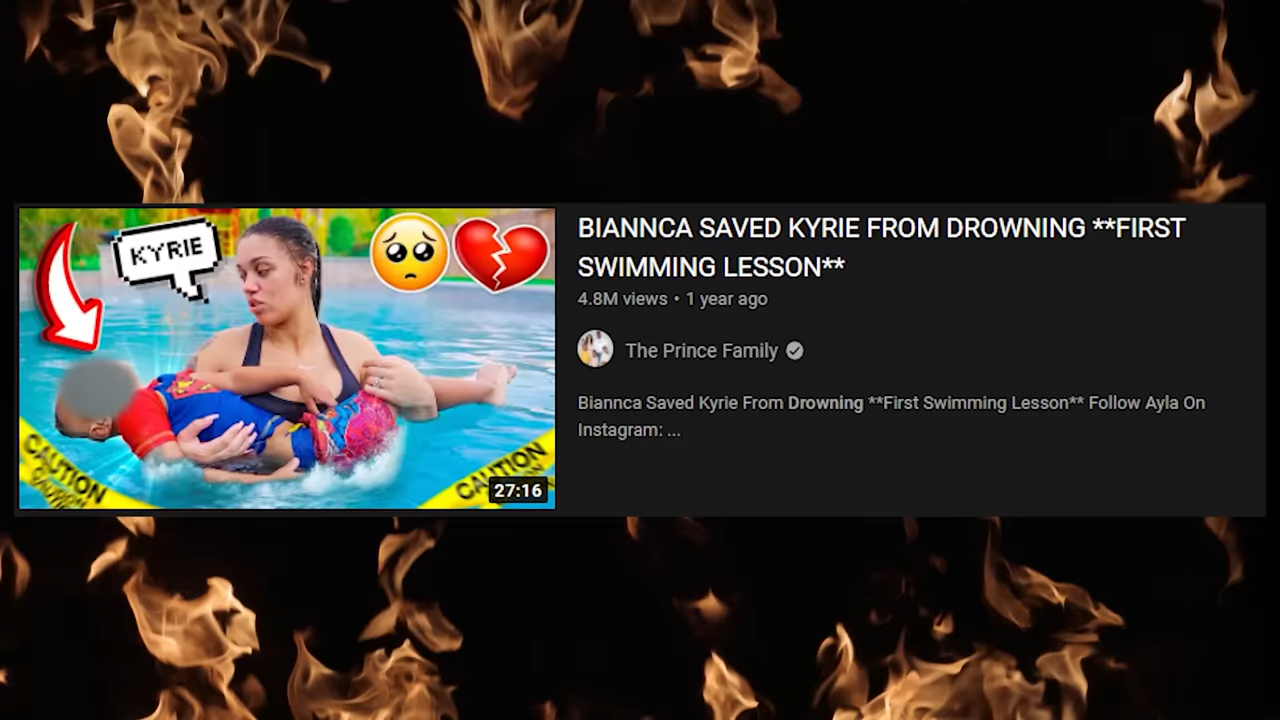 KYRIE
CAUTION
CAUTION
CAUTION
27:16
BIANNCA SAVED KYRIE FROM DROWNING **FIRST
SWIMMING LESSON**
4.8M views • 1 year ago
The Prince Family
Biannca Saved Kyrie From Drowning **First Swimming Lesson** Follow Ayla On
Instagram: ...